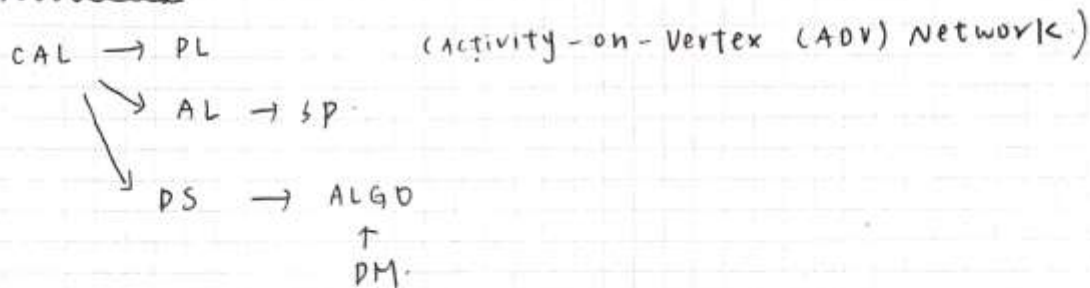 CAL → PL (Activity-on-Vertex (AOV) Network.)
AL → SP.
DS → ALGO
↑
DM.